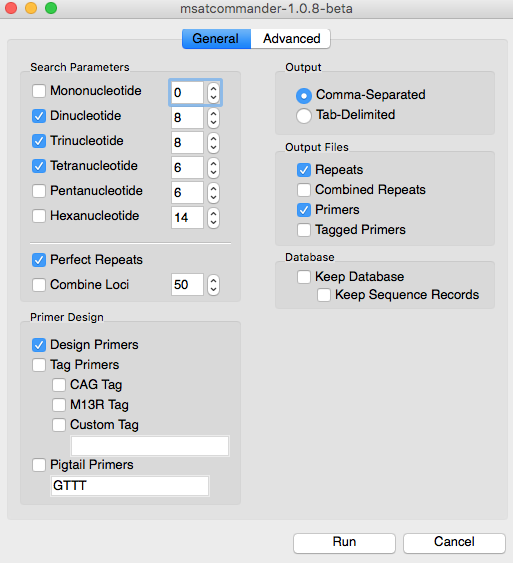 msatcommander-1.0.8-beta
General Advanced
Search Parameters
Mononucleotide 0
Dinucleotide 8
Trinucleotide 8
Tetranucleotide 6
Pentanucleotide 6
Hexanucleotide 14
Perfect Repeats
Combine Loci 50
Primer Design
Design Primers
Tag Primers
CAG Tag
M13R Tag
Custom Tag
Pigtail Primers
GTTT
Output
Comma-Separated
Tab-Delimited
Output Files
Repeats
Combined Repeats
Primers
Tagged Primers
Database
Keep Database
Keep Sequence Records
Run Cancel